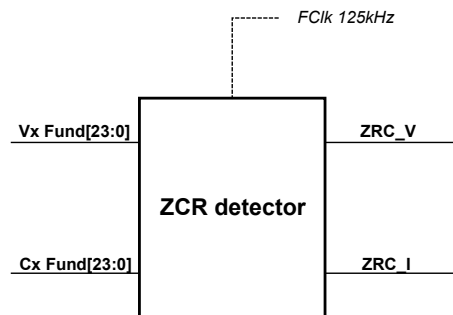 FClk 125kHz
Vx Fund[23:0]
ZRC_V
ZCR detector
Cx Fund[23:0]
ZRC_I